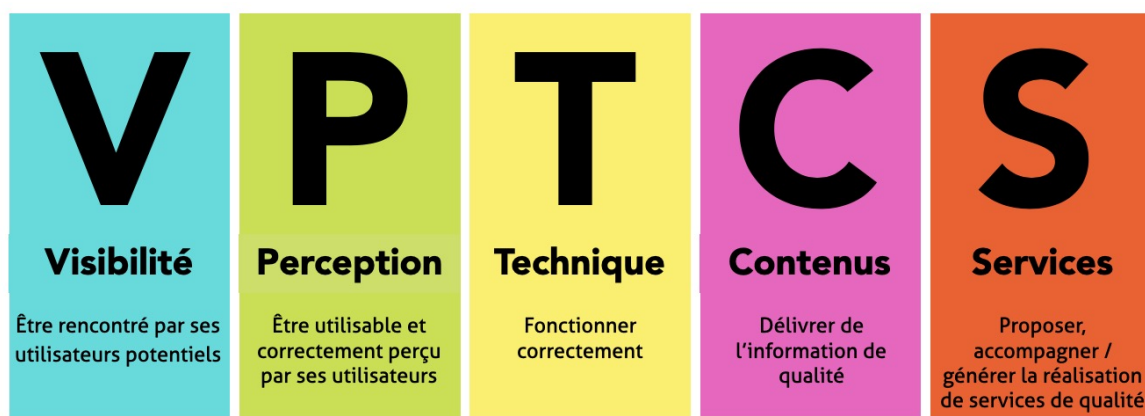 V
Visibilité
Être rencontré par ses
utilisateurs potentiels
P
Perception
Être utilisable et
correctement perçu
par ses utilisateurs
T
Technique
Fonctionner
correctement
C
Contenus
Délivrer de
l’information de
qualité
S
Services
Proposer,
accompagner /
générer la réalisation
de services de qualité